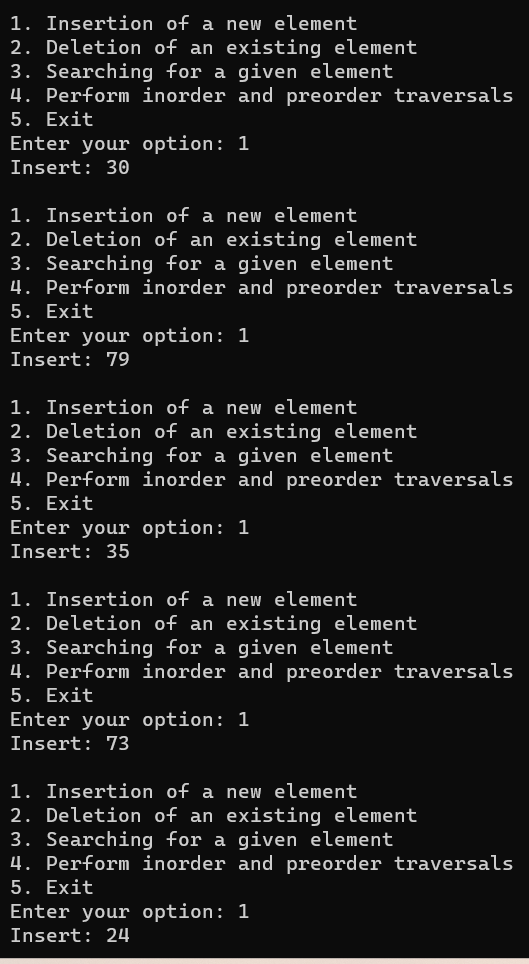 1. Insertion of a new element
2. Deletion of an existing element
3. Searching for a given element
4. Perform inorder and preorder traversals
5. Exit
Enter your option: 1
Insert: 30

1. Insertion of a new element
2. Deletion of an existing element
3. Searching for a given element
4. Perform inorder and preorder traversals
5. Exit
Enter your option: 1
Insert: 79

1. Insertion of a new element
2. Deletion of an existing element
3. Searching for a given element
4. Perform inorder and preorder traversals
5. Exit
Enter your option: 1
Insert: 35

1. Insertion of a new element
2. Deletion of an existing element
3. Searching for a given element
4. Perform inorder and preorder traversals
5. Exit
Enter your option: 1
Insert: 73

1. Insertion of a new element
2. Deletion of an existing element
3. Searching for a given element
4. Perform inorder and preorder traversals
5. Exit
Enter your option: 1
Insert: 24